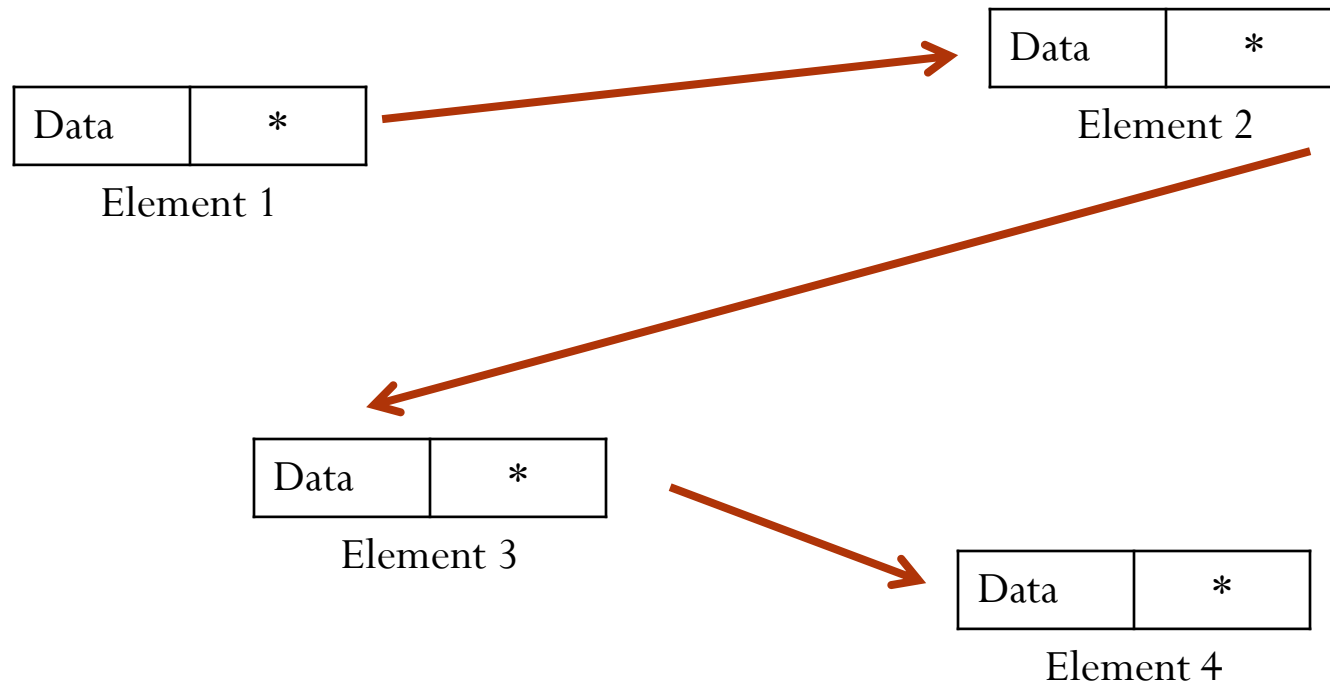 Data *
Element 1
Data *
Element 2
Data *
Element 3
Data *
Element 4